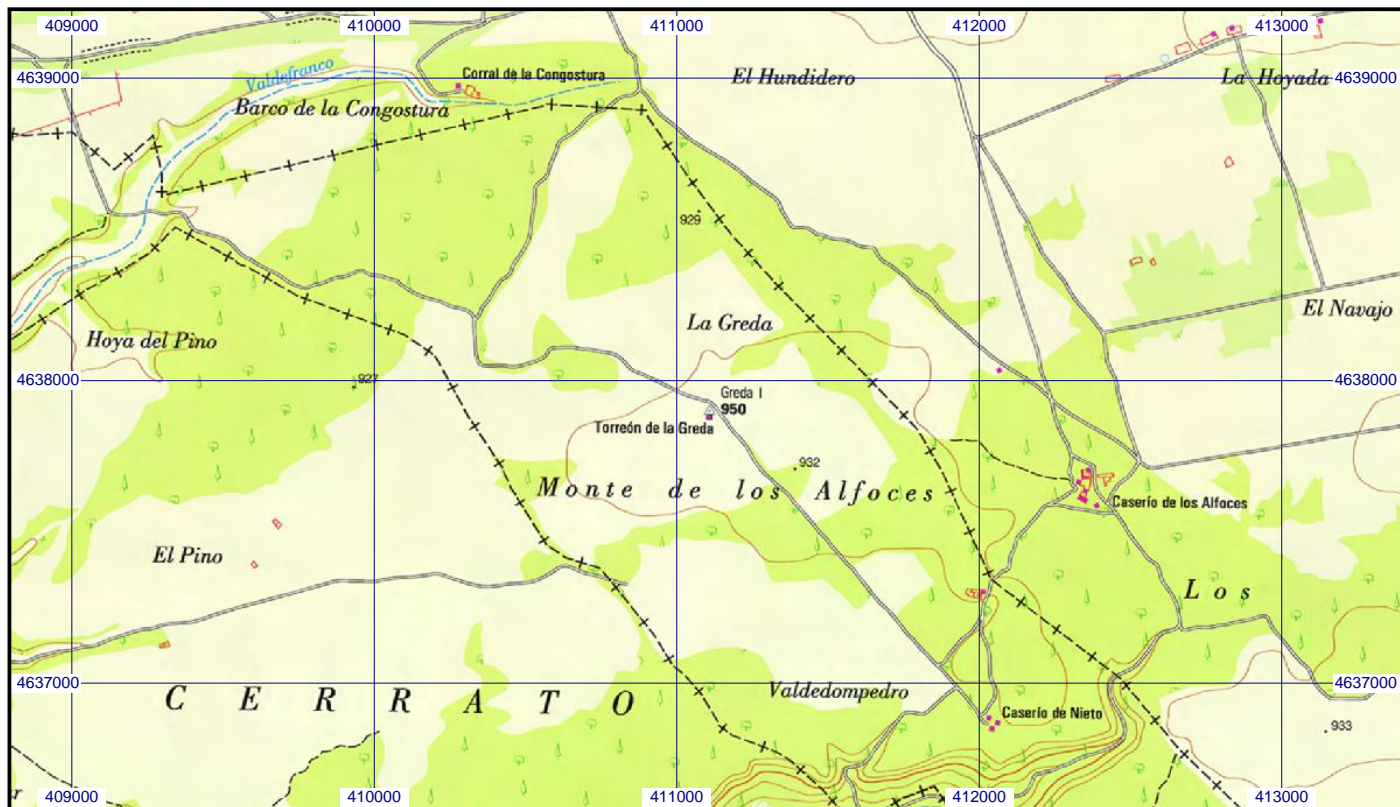 409000 410000 411000 412000 413000
4639000 Valdefranco Corral de la Congostura El Hundidero La Hoyada 4639000
Barco de la Congostura
929
Hoya del Pino La Greda El Navajo
4638000 927 4638000
Greda I
950
Torreón de la Greda
932
Monte de los Alfoces
Caserío de los Alfoces
El Pino
Los
4637000 Valdedompedro 4637000
CERRATO
Caserío de Nieto
933
409000 410000 411000 412000 413000